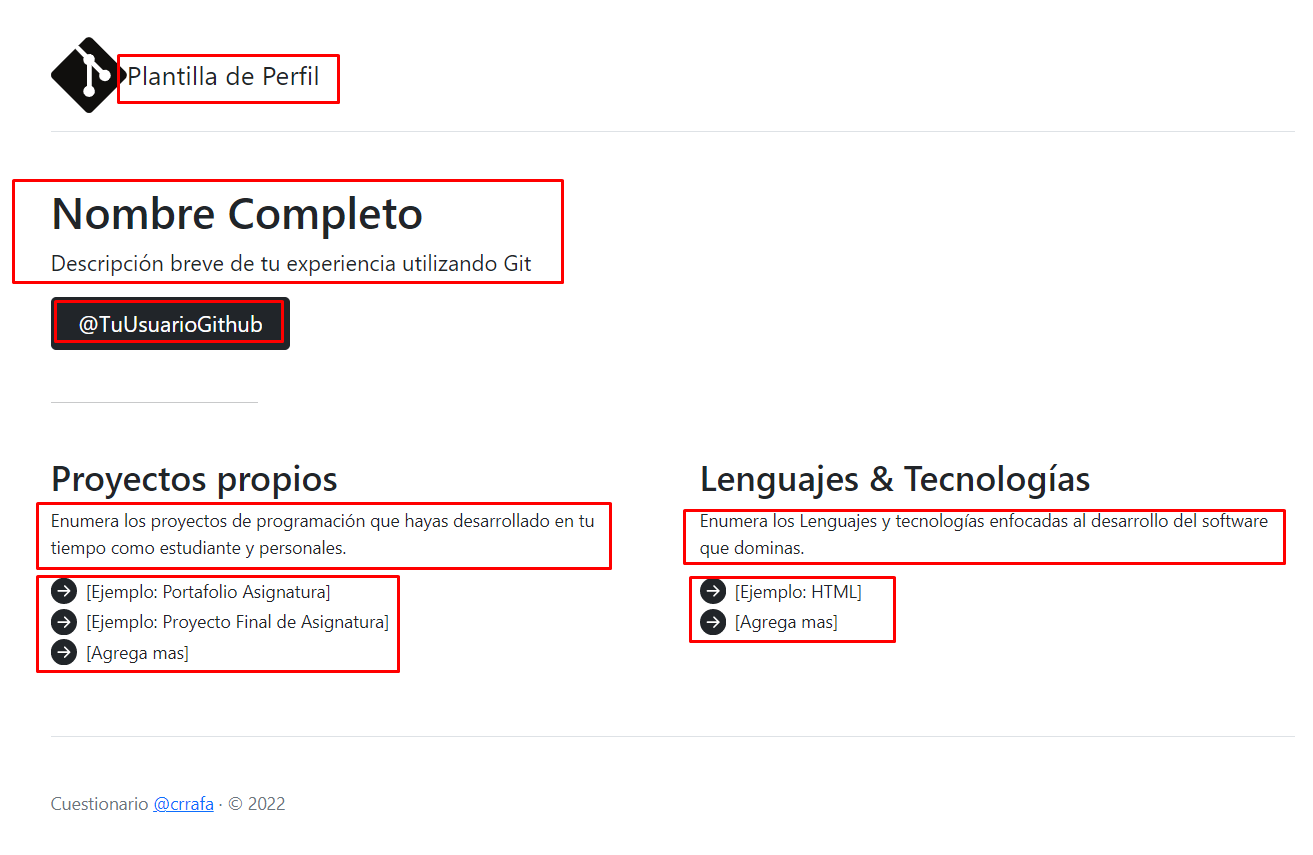 Plantilla de Perfil
Nombre Completo
Descripción breve de tu experiencia utilizando Git
@TuUsuarioGithub
Proyectos propios
Enumera los proyectos de programación que hayas desarrollado en tu
tiempo como estudiante y personales.
[Ejemplo: Portafolio Asignatura]
[Ejemplo: Proyecto Final de Asignatura]
[Agrega mas]
Lenguajes & Tecnologías
Enumera los Lenguajes y tecnologías enfocadas al desarrollo del software
que dominas.
[Ejemplo: HTML]
[Agrega mas]
Cuestionario @crrafa · © 2022